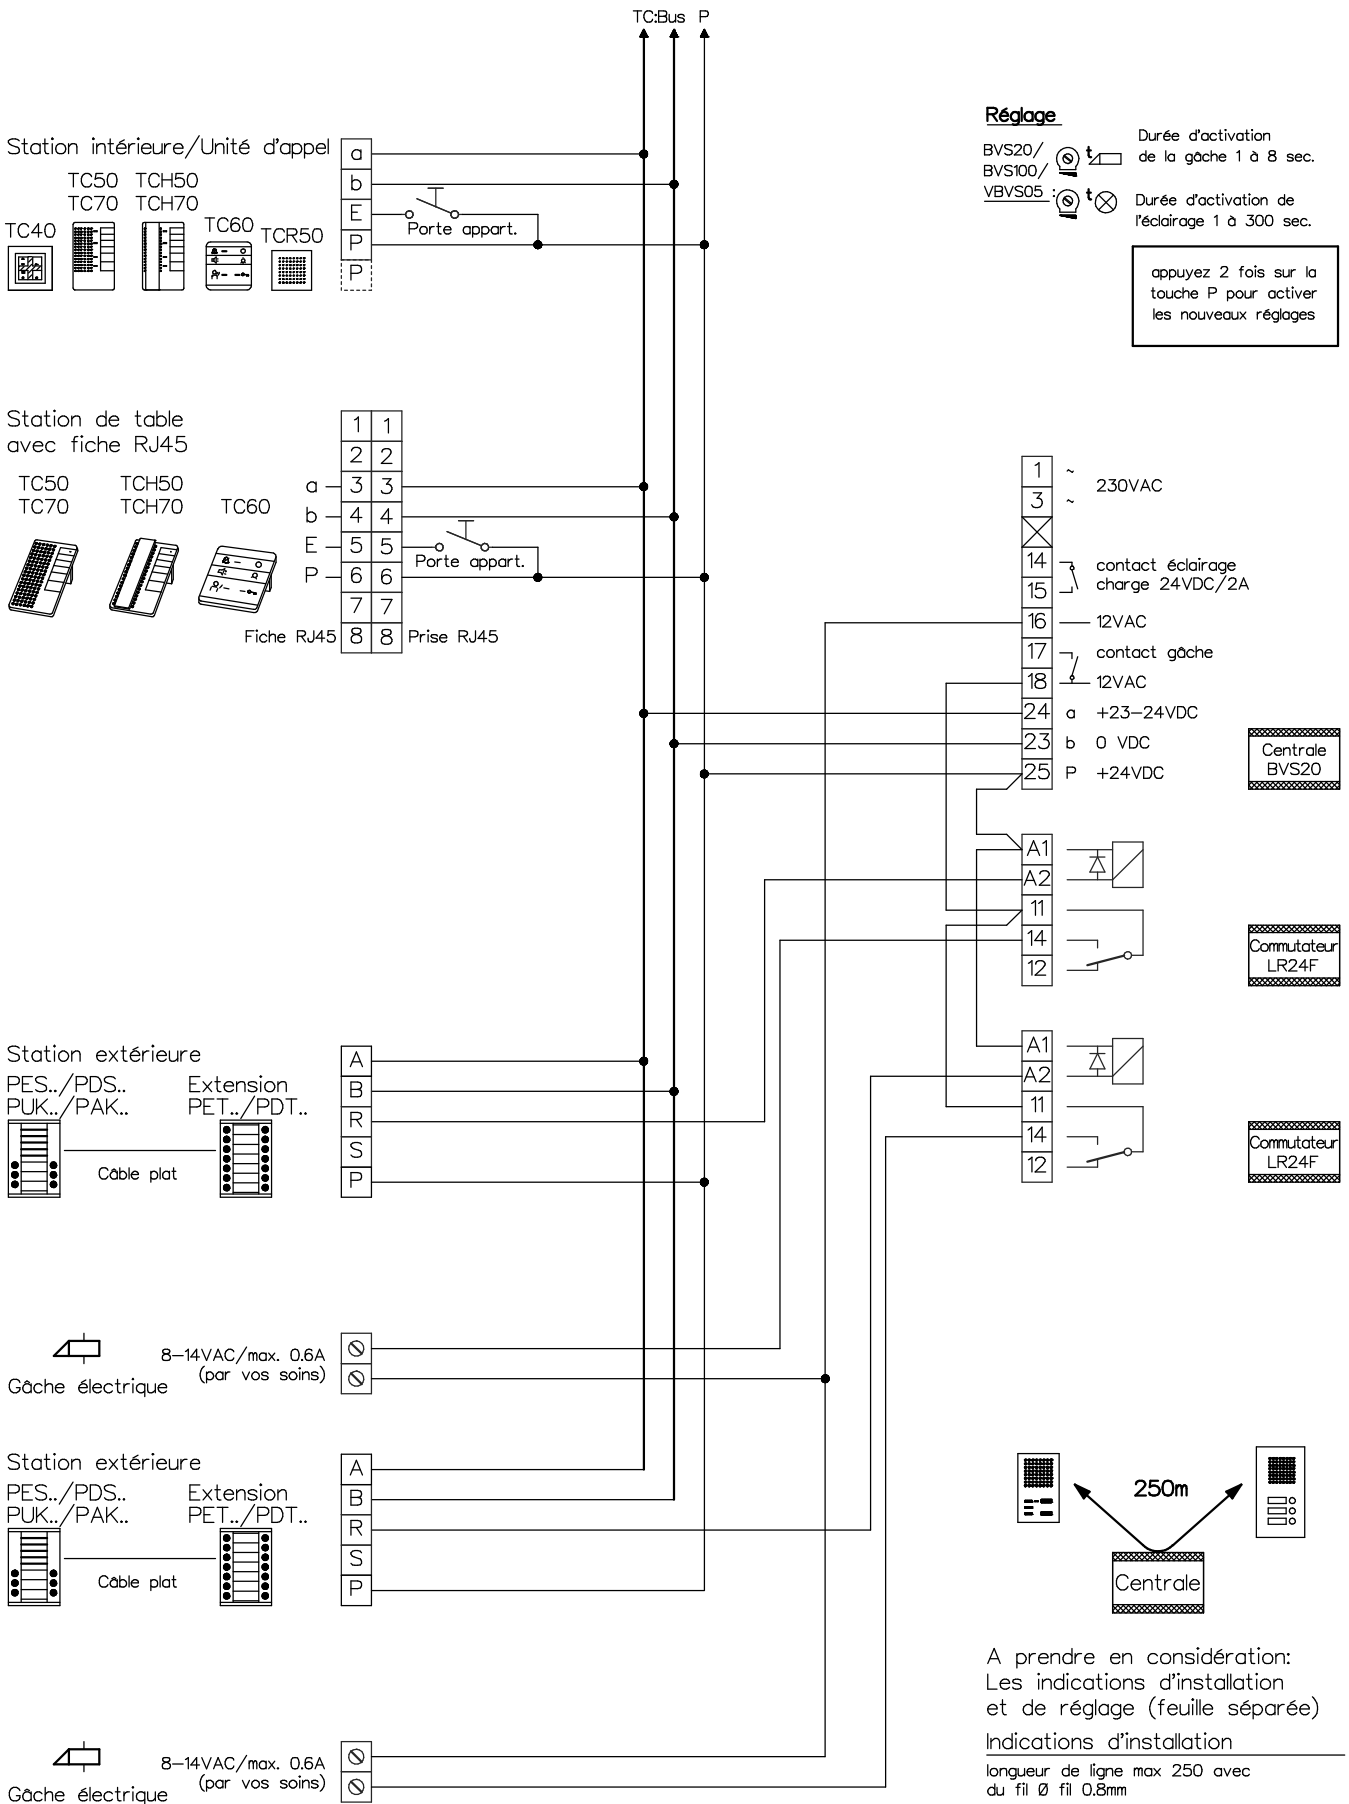 TC:Bus P
Réglage
BVS20/
BVS100/
VBVS05 :
t
Durée d'activation
de la gâche 1 à 8 sec.
t
Durée d'activation de
l'éclairage 1 à 300 sec.
appuyez 2 fois sur la
touche P pour activer
les nouveaux réglages
Station intérieure/Unité d'appel
TC50 TCH50
TC70 TCH70
TC40
TC60
TCR50
a
b
E
P
P
Porte appart.
Station de table
avec fiche RJ45
TC50 TCH50
TC70 TCH70 TC60
1 1
2 2
a 3 3
b 4 4
E 5 5
P 6 6
7 7
Fiche RJ45 8 8 Prise RJ45
Porte appart.
1 ~
230VAC
3 ~
14 contact éclairage
15 charge 24VDC/2A
16 12VAC
17 contact gâche
18 12VAC
24 a +23-24VDC
23 b 0 VDC
25 P +24VDC
Centrale
BVS20
A1
A2
11
14
12
Commutateur
LR24F
A1
A2
11
14
12
Commutateur
LR24F
Station extérieure
PES../PDS.. Extension
PUK../PAK.. PET../PDT..
Câble plat
A
B
R
S
P
8-14VAC/max. 0.6A
(par vos soins)
Gâche électrique
Station extérieure
PES../PDS.. Extension
PUK../PAK.. PET../PDT..
Câble plat
A
B
R
S
P
8-14VAC/max. 0.6A
(par vos soins)
Gâche électrique
250m
Centrale
A prendre en considération:
Les indications d'installation
et de réglage (feuille séparée)
Indications d'installation
longueur de ligne max 250 avec
du fil Ø fil 0.8mm